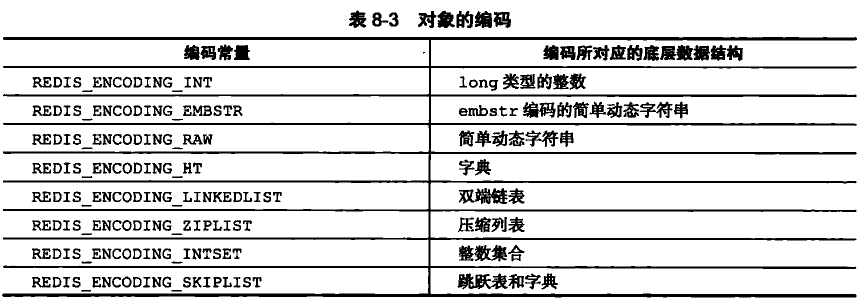 表 8-3 对象的编码
编码常量 编码所对应的底层数据结构
REDIS_ENCODING_INT long 类型的整数
REDIS_ENCODING_EMBSTR embstr 编码的简单动态字符串
REDIS_ENCODING_RAW 简单动态字符串
REDIS_ENCODING_HT 字典
REDIS_ENCODING_LINKEDLIST 双端链表
REDIS_ENCODING_ZIPLIST 压缩列表
REDIS_ENCODING_INTSET 整数集合
REDIS_ENCODING_SKIPLIST 跳跃表和字典